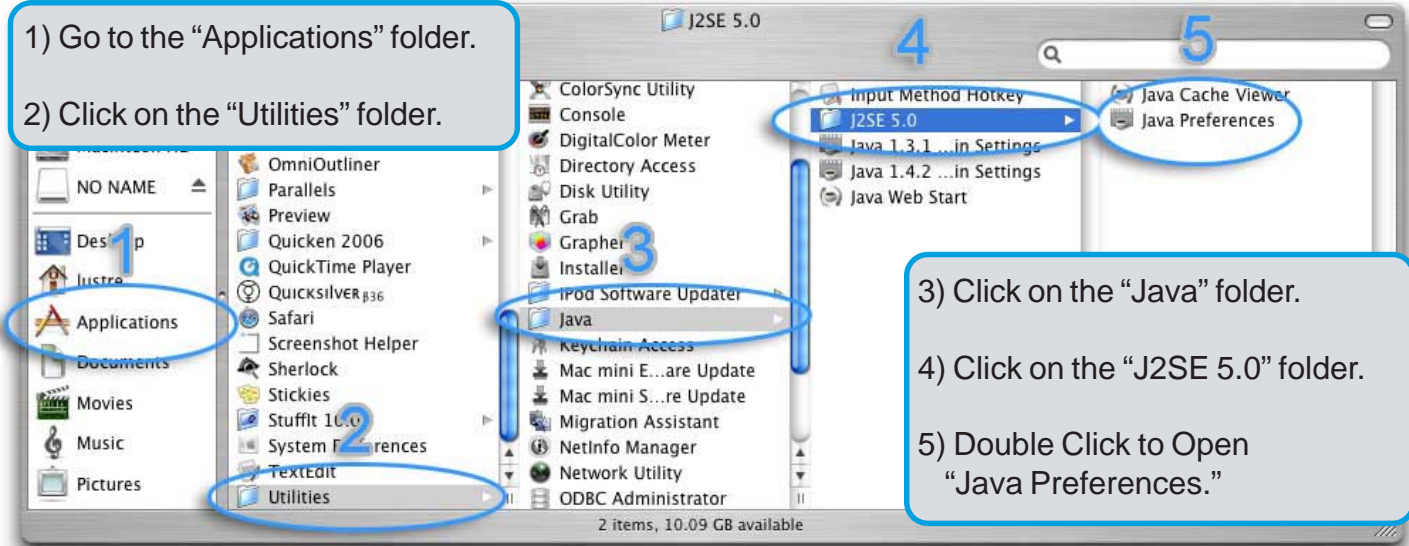 1) Go to the “Applications” folder.
2) Click on the “Utilities” folder.
J2SE 5.0
4
5
NO NAME
Desktop
1
lustre
Applications
Documents
Movies
Music
Pictures
OmniOutliner
Parallels
Preview
Quicken 2006
QuickTime Player
Quicksilver β36
Safari
Screenshot Helper
Sherlock
Stickies
StuffIt 10.0
2
System Preferences
TextEdit
Utilities
ColorSync Utility
Console
DigitalColor Meter
Directory Access
Disk Utility
Grab
Grapher
3
Installer
iPod Software Updater
Java
Keychain Access
Mac mini E...are Update
Mac mini S...re Update
Migration Assistant
NetInfo Manager
Network Utility
ODBC Administrator
Input Method Hotkey
J2SE 5.0
Java 1.3.1 ...in Settings
Java 1.4.2 ...in Settings
Java Web Start
Java Cache Viewer
Java Preferences
3) Click on the “Java” folder.
4) Click on the “J2SE 5.0” folder.
5) Double Click to Open
“Java Preferences.”
2 items, 10.09 GB available